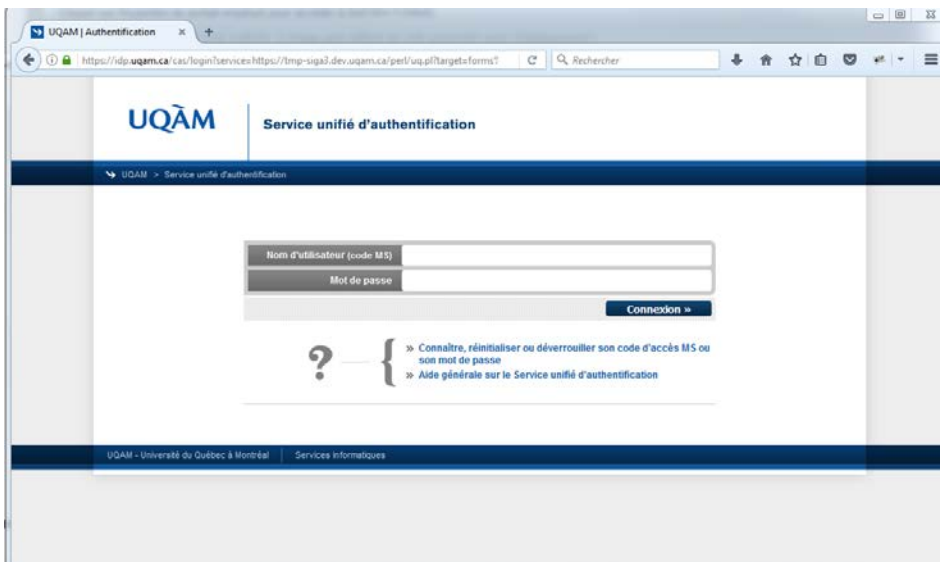 UQAM | Authentification
https://idp.uqam.ca/cas/login?service=https://tmp-siga3.dev.uqam.ca/perl/uq.pl?target=forms?
Rechercher
UQÀM
Service unifié d'authentification
UQAM > Service unifié d'authentification
Nom d'utilisateur (code MS)
Mot de passe
Connexion »
? { » Connaître, réinitialiser ou déverrouiller son code d'accès MS ou
son mot de passe
» Aide générale sur le Service unifié d'authentification
UQAM - Université du Québec à Montréal | Services informatiques